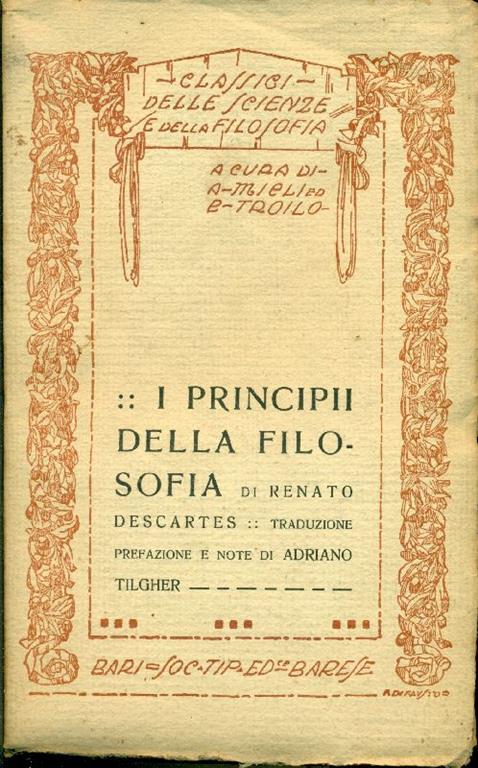 — CLASSICI —
DELLE SCIENZE
E DELLA FILOSOFIA
A CURA DI-
A-MIELI ED
E-TROILO-
:: I PRINCIPII
DELLA FILO-
SOFIA DI RENATO
DESCARTES :: TRADUZIONE
PREFAZIONE E NOTE DI ADRIANO
TILGHER — — — — — — —
BARI=SOC·TIP·ED·CE BARESE